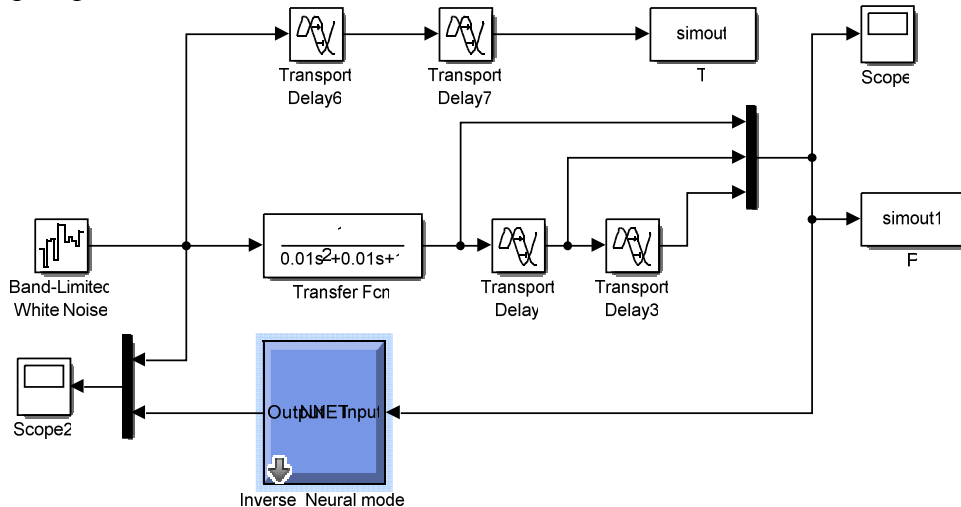 simout
T
Transport
Delay6
Transport
Delay7
Scope
simout1
F
0.01s2+0.01s+1
Transfer Fcn
Transport
Delay
Transport
Delay3
Band-Limited
White Noise
Scope2
Output NNET Input
Inverse Neural mode